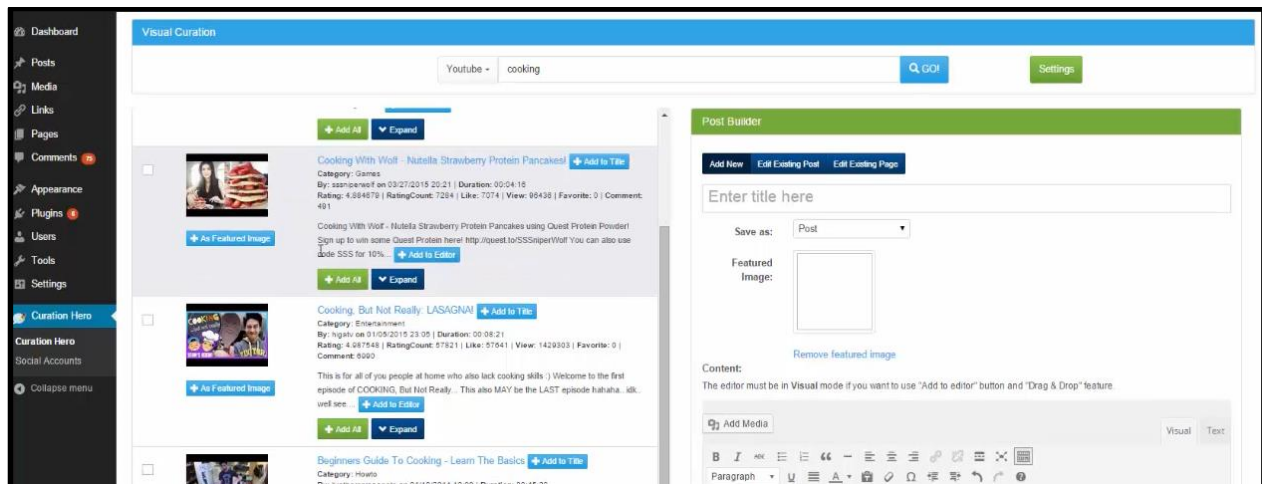 Dashboard
Posts
Media
Links
Pages
Comments
Appearance
Plugins
Users
Tools
Settings
Curation Hero
Curation Hero
Social Accounts
Collapse menu
Visual Curation
Youtube
cooking
GO!
Settings
Add All Expand
Cooking With Wolf - Nutella Strawberry Protein Pancakes! Add to Title
Category: Games
By: sssniperwolf on 03/27/2015 20:21 | Duration: 00:04:16
Rating: 4.884679 | RatingCount: 7284 | Like: 7074 | View: 96436 | Favorite: 0 | Comment:
491
Cooking With Wolf - Nutella Strawberry Protein Pancakes using Quest Protein Powder!
Sign up to win some Quest Protein here! http://quest.to/SSSniperWolf You can also use
code SSS for 10%... Add to Editor
As Featured Image
Add All Expand
Cooking, But Not Really: LASAGNA! Add to Title
Category: Entertainment
By: higatv on 01/05/2015 23:05 | Duration: 00:08:21
Rating: 4.987548 | RatingCount: 57821 | Like: 57641 | View: 1429303 | Favorite: 0 |
Comment: 6990
This is for all of you people at home who also lack cooking skills :) Welcome to the first
episode of COOKING, But Not Really... This also MAY be the LAST episode hahaha.. idk..
well see ... Add to Editor
As Featured Image
Add All Expand
Beginners Guide To Cooking - Learn The Basics Add to Title
Category: Howto
Post Builder
Add New Edit Existing Post Edit Existing Page
Enter title here
Save as: Post
Featured
Image:
Remove featured image
Content:
The editor must be in Visual mode if you want to use "Add to editor" button and "Drag & Drop" feature
Add Media
Visual Text
Paragraph